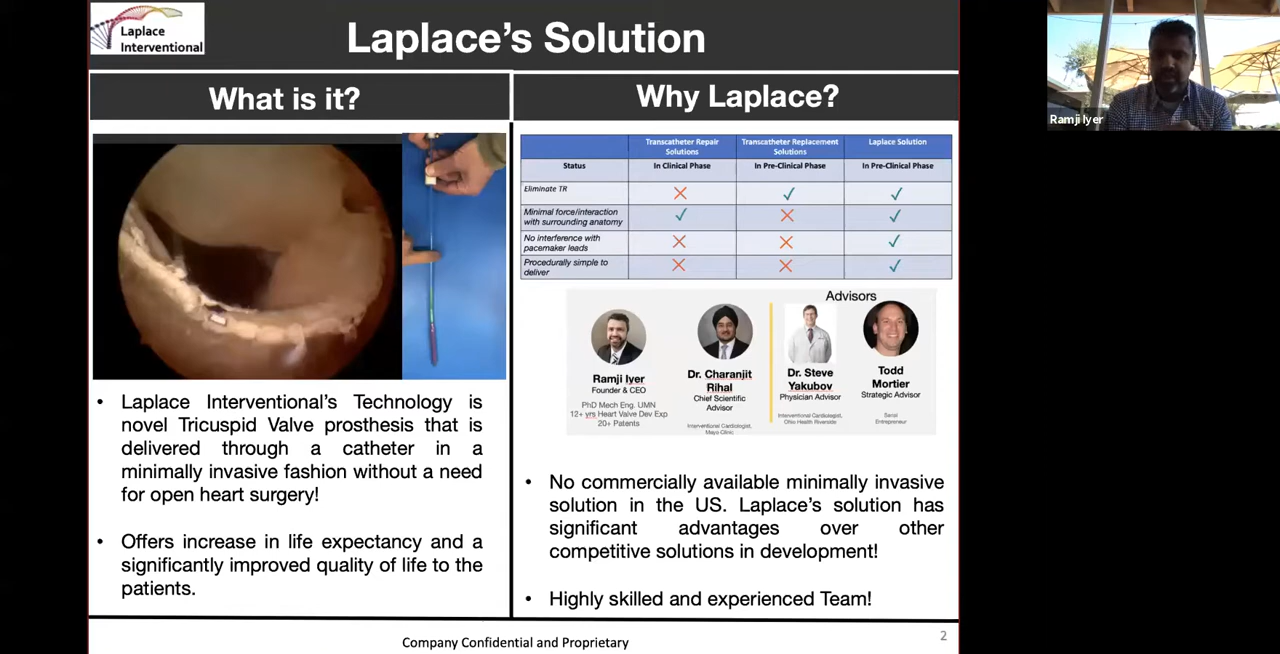 Laplace
Interventional
Laplace's Solution
What is it?
Why Laplace?
Transcatheter Repair
Solutions
Transcatheter Replacement
Solutions
Laplace Solution
Status
In Clinical Phase
In Pre-Clinical Phase
In Pre-Clinical Phase
Eliminate TR
Minimal force/interaction
with surrounding anatomy
No interference with
pacemaker leads
Procedurally simple to
deliver
Advisors
Ramji Iyer
Founder & CEO
PhD Mech Eng. UMN
12+ yrs Heart Valve Dev Exp
20+ Patents
Dr. Charanjit
Rihal
Chief Scientific
Advisor
Interventional Cardiologist,
Mayo Clinic
Dr. Steve
Yakubov
Physician Advisor
Interventional Cardiologist,
Ohio Health Riverside
Todd
Mortier
Strategic Advisor
Serial
Entrepreneur
• Laplace Interventional's Technology is
novel Tricuspid Valve prosthesis that is
delivered through a catheter in a
minimally invasive fashion without a need
for open heart surgery!
• Offers increase in life expectancy and a
significantly improved quality of life to the
patients.
• No commercially available minimally invasive
solution in the US. Laplace's solution has
significant advantages over other
competitive solutions in development!
• Highly skilled and experienced Team!
Company Confidential and Proprietary
2
Ramji Iyer